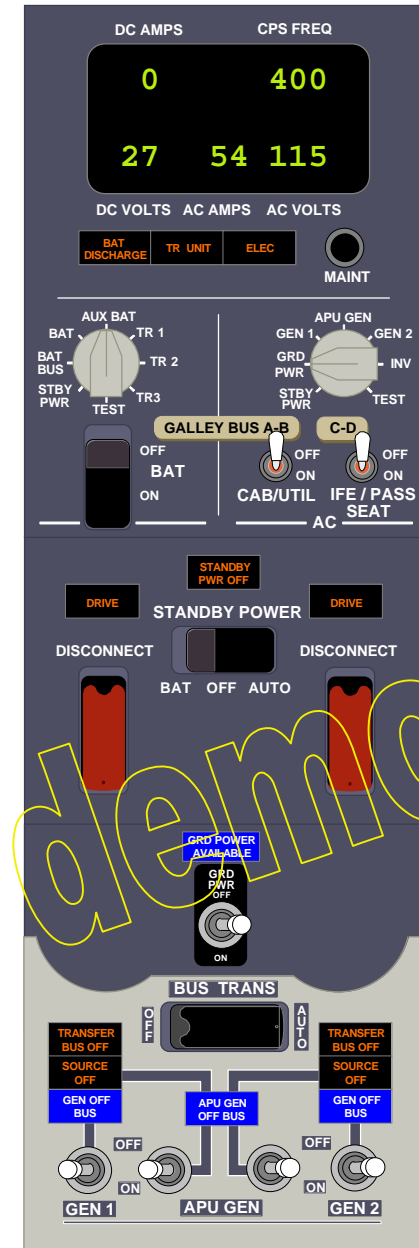 DC AMPS CPS FREQ
0 400
27 54 115
DC VOLTS AC AMPS AC VOLTS
BAT
DISCHARGE
TR UNIT
ELEC
MAINT
AUX BAT
BAT
TR 1
BAT
BUS
TR 2
STBY
PWR
TR3
TEST
APU GEN
GEN 1
GEN 2
GRD
PWR
INV
STBY
PWR
TEST
GALLEY BUS A-B
C-D
OFF
BAT
ON
OFF
ON
CAB/UTIL
OFF
ON
IFE / PASS
SEAT
AC
STANDBY
PWR OFF
DRIVE
DRIVE
STANDBY POWER
DISCONNECT
DISCONNECT
BAT OFF AUTO
demo
GRD POWER
AVAILABLE
GRD
PWR
OFF
ON
BUS TRANS
OFF
AUTO
TRANSFER
BUS OFF
SOURCE
OFF
GEN OFF
BUS
APU GEN
OFF BUS
TRANSFER
BUS OFF
SOURCE
OFF
GEN OFF
BUS
OFF
ON
OFF
ON
GEN 1
APU GEN
GEN 2